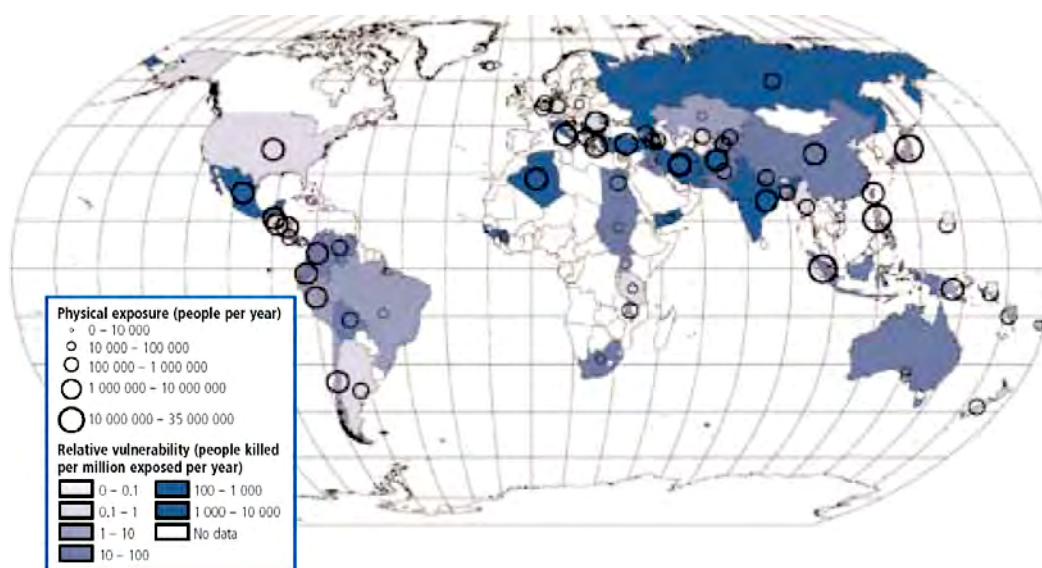 Physical exposure (people per year)
0 – 10 000
10 000 – 100 000
100 000 – 1 000 000
1 000 000 – 10 000 000
10 000 000 – 35 000 000
Relative vulnerability (people killed
per million exposed per year)
0 – 0.1
0.1 – 1
1 – 10
10 – 100
100 - 1 000
1 000 – 10 000
No data